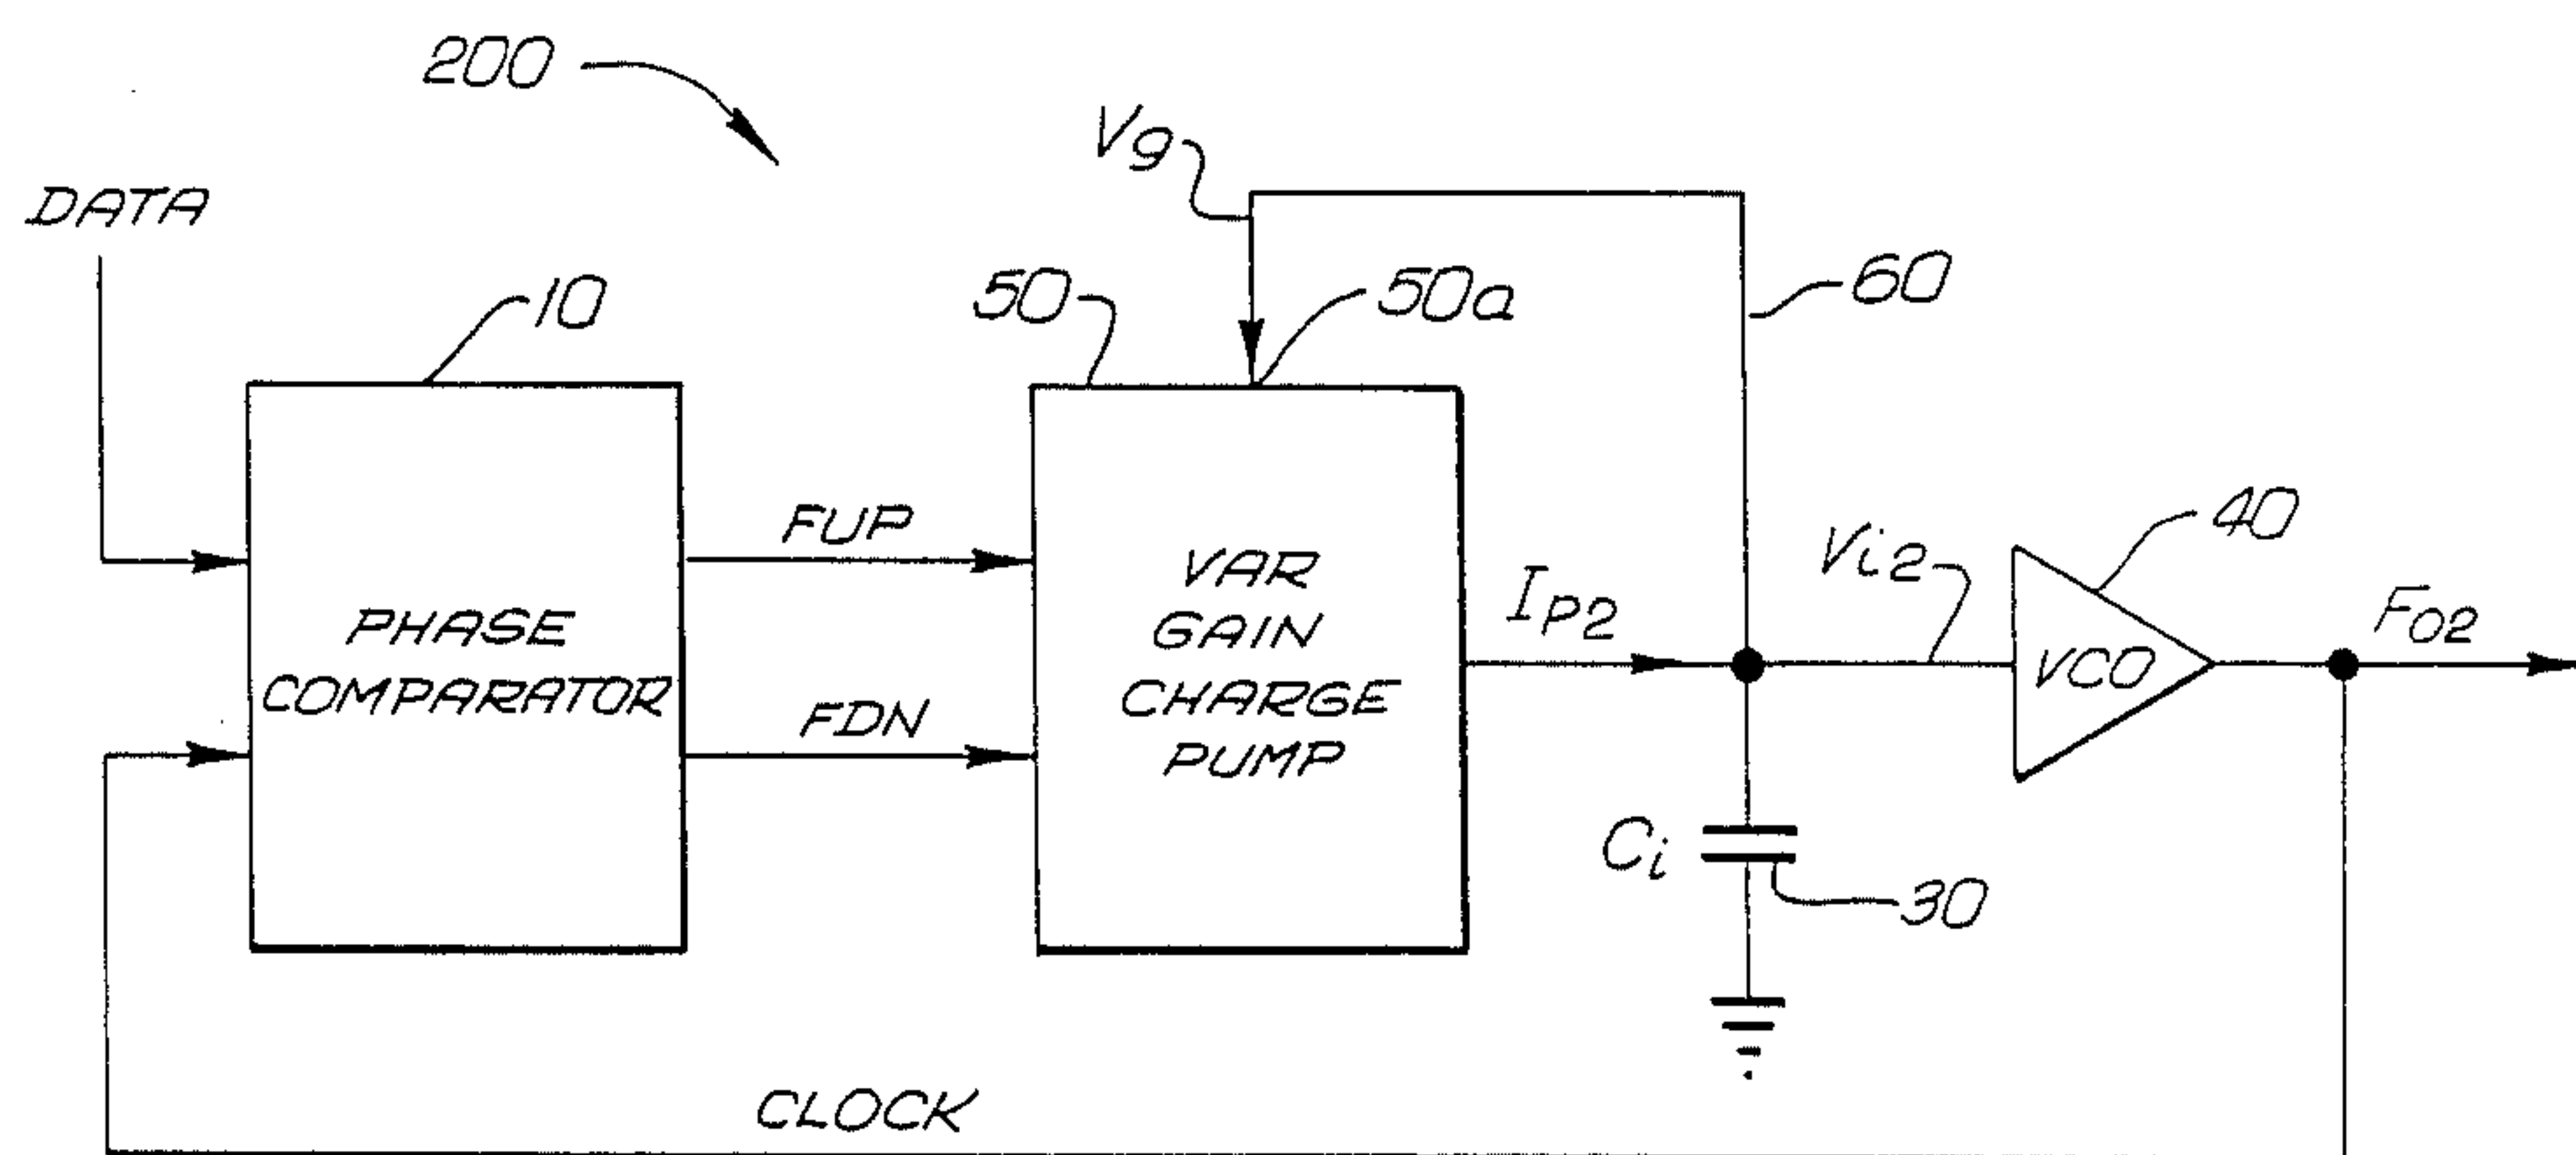 200
Vg
DATA
10
50
50a
60
40
FUP
VAR
GAIN
CHARGE
PUMP
PHASE
COMPARATOR
FDN
Ip2
Vi2
VCO
Fo2
Ci
30
CLOCK